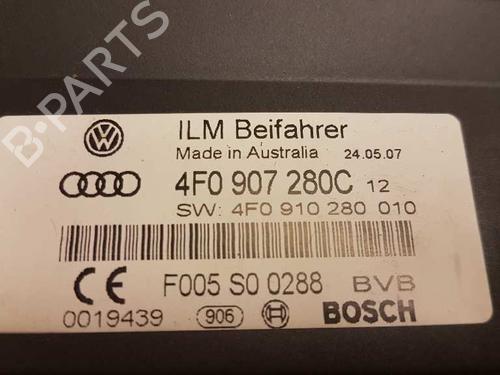 B-PARTS
ILM Beifahrer
Made in Australia 24.05.07
4F0 907 280C 12
SW: 4F0 910 280 010
CE F005 S0 0288 BVB
0019439 906 BOSCH